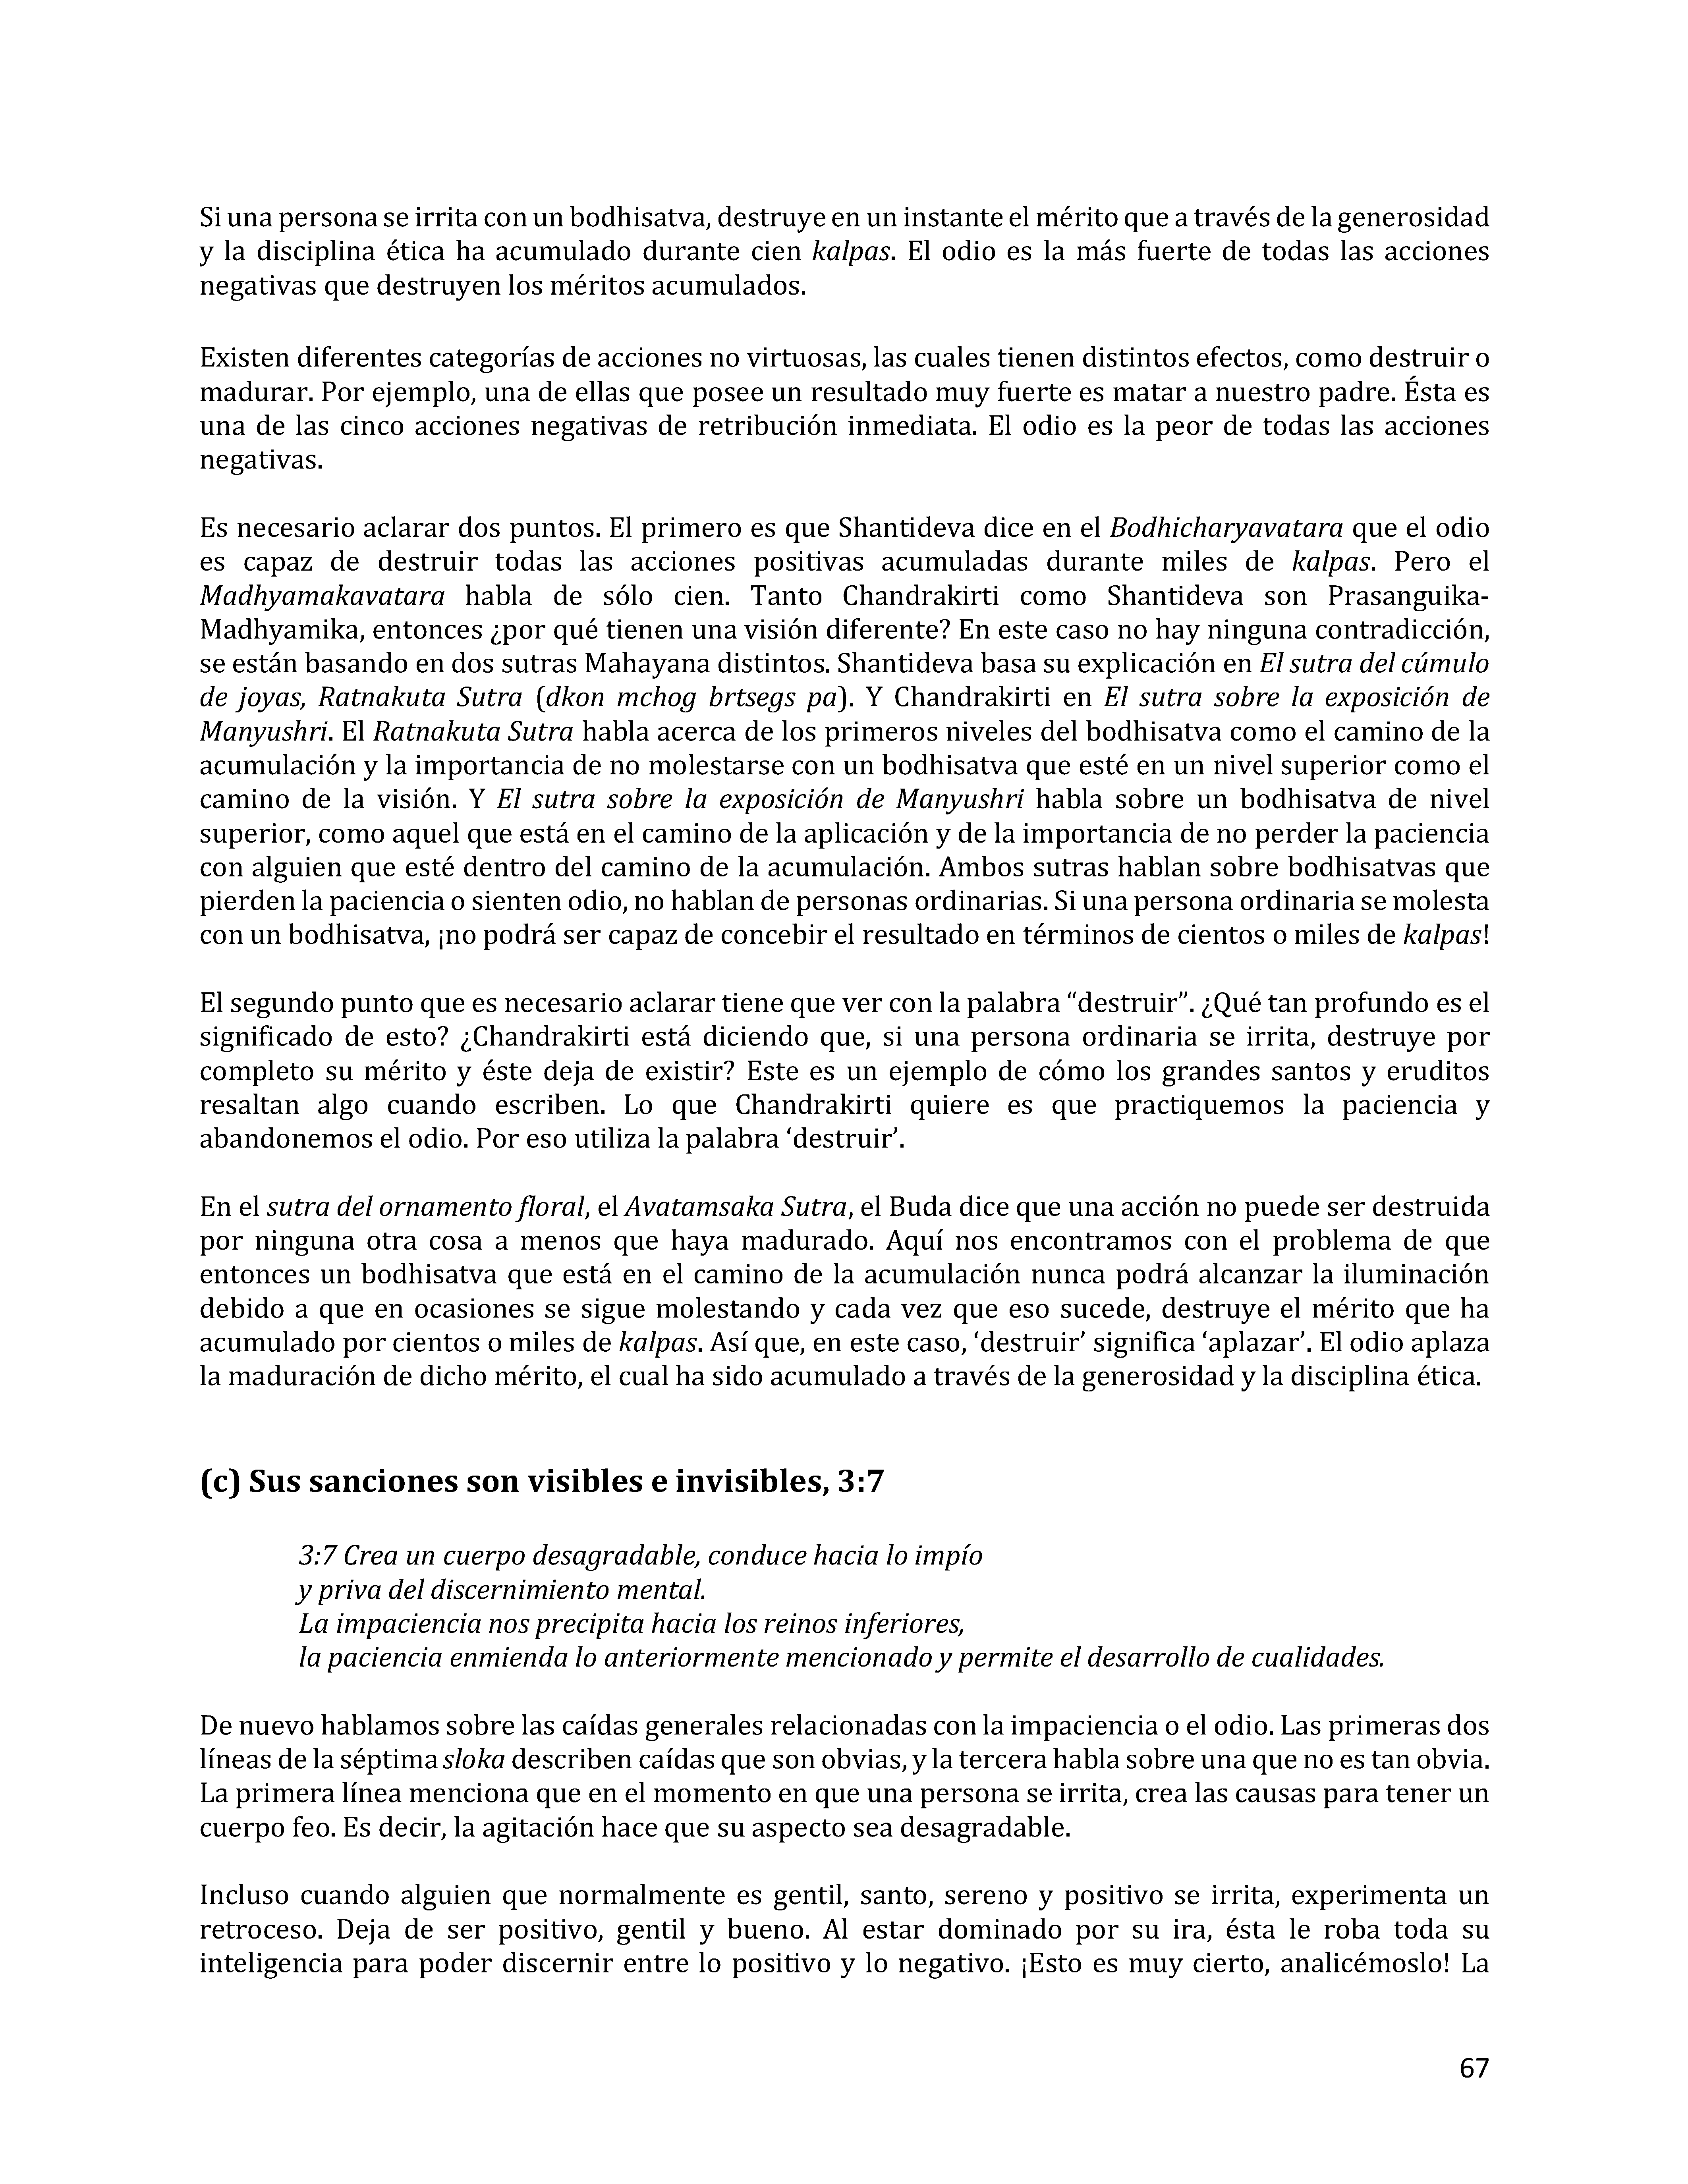 Si una persona se irrita con un bodhisatva, destruye en un instante el mérito que a través de la generosidad
y la disciplina ética ha acumulado durante cien kalpas. El odio es la más fuerte de todas las acciones
negativas que destruyen los méritos acumulados.
Existen diferentes categorías de acciones no virtuosas, las cuales tienen distintos efectos, como destruir o
madurar. Por ejemplo, una de ellas que posee un resultado muy fuerte es matar a nuestro padre. Ésta es
una de las cinco acciones negativas de retribución inmediata. El odio es la peor de todas las acciones
negativas.
Es necesario aclarar dos puntos. El primero es que Shantideva dice en el Bodhicharyavatara que el odio
es capaz de destruir todas las acciones positivas acumuladas durante miles de kalpas. Pero el
Madhyamakavatara habla de sólo cien. Tanto Chandrakirti como Shantideva son Prasanguika-
Madhyamika, entonces ¿por qué tienen una visión diferente? En este caso no hay ninguna contradicción,
se están basando en dos sutras Mahayana distintos. Shantideva basa su explicación en El sutra del cúmulo
de joyas, Ratnakuta Sutra (dkon mchog brtsegs pa). Y Chandrakirti en El sutra sobre la exposición de
Manyushri. El Ratnakuta Sutra habla acerca de los primeros niveles del bodhisatva como el camino de la
acumulación y la importancia de no molestarse con un bodhisatva que esté en un nivel superior como el
camino de la visión. Y El sutra sobre la exposición de Manyushri habla sobre un bodhisatva de nivel
superior, como aquel que está en el camino de la aplicación y de la importancia de no perder la paciencia
con alguien que esté dentro del camino de la acumulación. Ambos sutras hablan sobre bodhisatvas que
pierden la paciencia o sienten odio, no hablan de personas ordinarias. Si una persona ordinaria se molesta
con un bodhisatva, ¡no podrá ser capaz de concebir el resultado en términos de cientos o miles de kalpas!
El segundo punto que es necesario aclarar tiene que ver con la palabra “destruir”. ¿Qué tan profundo es el
significado de esto? ¿Chandrakirti está diciendo que, si una persona ordinaria se irrita, destruye por
completo su mérito y éste deja de existir? Este es un ejemplo de cómo los grandes santos y eruditos
resaltan algo cuando escriben. Lo que Chandrakirti quiere es que practiquemos la paciencia y
abandonemos el odio. Por eso utiliza la palabra ‘destruir’.
En el sutra del ornamento floral, el Avatamsaka Sutra, el Buda dice que una acción no puede ser destruida
por ninguna otra cosa a menos que haya madurado. Aquí nos encontramos con el problema de que
entonces un bodhisatva que está en el camino de la acumulación nunca podrá alcanzar la iluminación
debido a que en ocasiones se sigue molestando y cada vez que eso sucede, destruye el mérito que ha
acumulado por cientos o miles de kalpas. Así que, en este caso, ‘destruir’ significa ‘aplazar’. El odio aplaza
la maduración de dicho mérito, el cual ha sido acumulado a través de la generosidad y la disciplina ética.
(c) Sus sanciones son visibles e invisibles, 3:7
3:7 Crea un cuerpo desagradable, conduce hacia lo impío
y priva del discernimiento mental.
La impaciencia nos precipita hacia los reinos inferiores,
la paciencia enmienda lo anteriormente mencionado y permite el desarrollo de cualidades.
De nuevo hablamos sobre las caídas generales relacionadas con la impaciencia o el odio. Las primeras dos
líneas de la séptima sloka describen caídas que son obvias, y la tercera habla sobre una que no es tan obvia.
La primera línea menciona que en el momento en que una persona se irrita, crea las causas para tener un
cuerpo feo. Es decir, la agitación hace que su aspecto sea desagradable.
Incluso cuando alguien que normalmente es gentil, santo, sereno y positivo se irrita, experimenta un
retroceso. Deja de ser positivo, gentil y bueno. Al estar dominado por su ira, ésta le roba toda su
inteligencia para poder discernir entre lo positivo y lo negativo. ¡Esto es muy cierto, analicémoslo! La
67